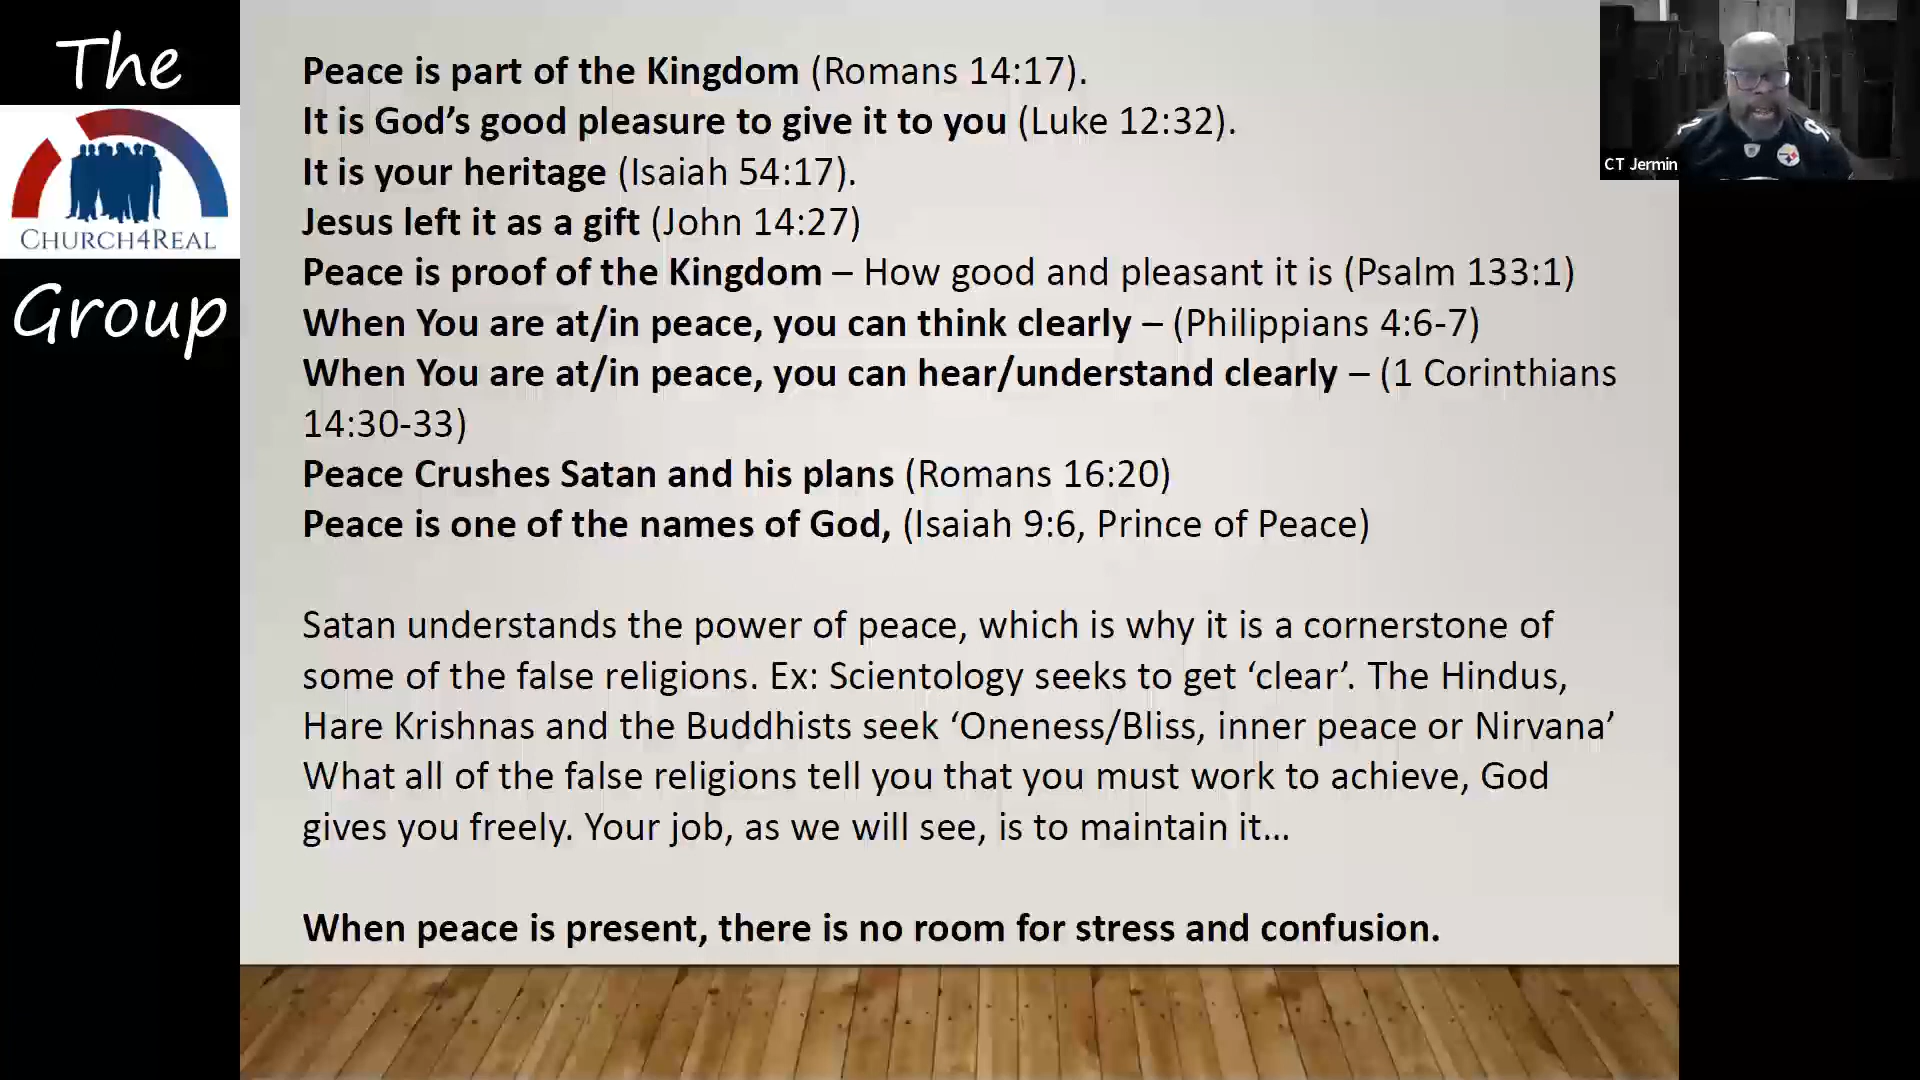 The
CHURCH4REAL
Group
Peace is part of the Kingdom (Romans 14:17).
It is God’s good pleasure to give it to you (Luke 12:32).
It is your heritage (Isaiah 54:17).
Jesus left it as a gift (John 14:27)
Peace is proof of the Kingdom – How good and pleasant it is (Psalm 133:1)
When You are at/in peace, you can think clearly – (Philippians 4:6-7)
When You are at/in peace, you can hear/understand clearly – (1 Corinthians
14:30-33)
Peace Crushes Satan and his plans (Romans 16:20)
Peace is one of the names of God, (Isaiah 9:6, Prince of Peace)
Satan understands the power of peace, which is why it is a cornerstone of
some of the false religions. Ex: Scientology seeks to get ‘clear’. The Hindus,
Hare Krishnas and the Buddhists seek ‘Oneness/Bliss, inner peace or Nirvana’
What all of the false religions tell you that you must work to achieve, God
gives you freely. Your job, as we will see, is to maintain it…
When peace is present, there is no room for stress and confusion.
CT Jermin